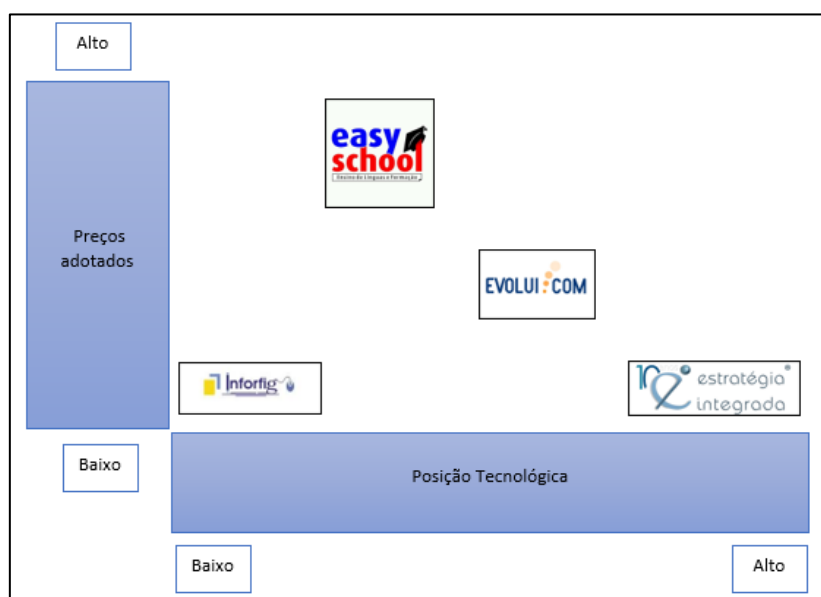 Alto
easy
school
Ensino de Línguas e Formação
Preços
adotados
EVOLUI COM
Inforfig
estratégia
integrada
Baixo
Posição Tecnológica
Baixo
Alto